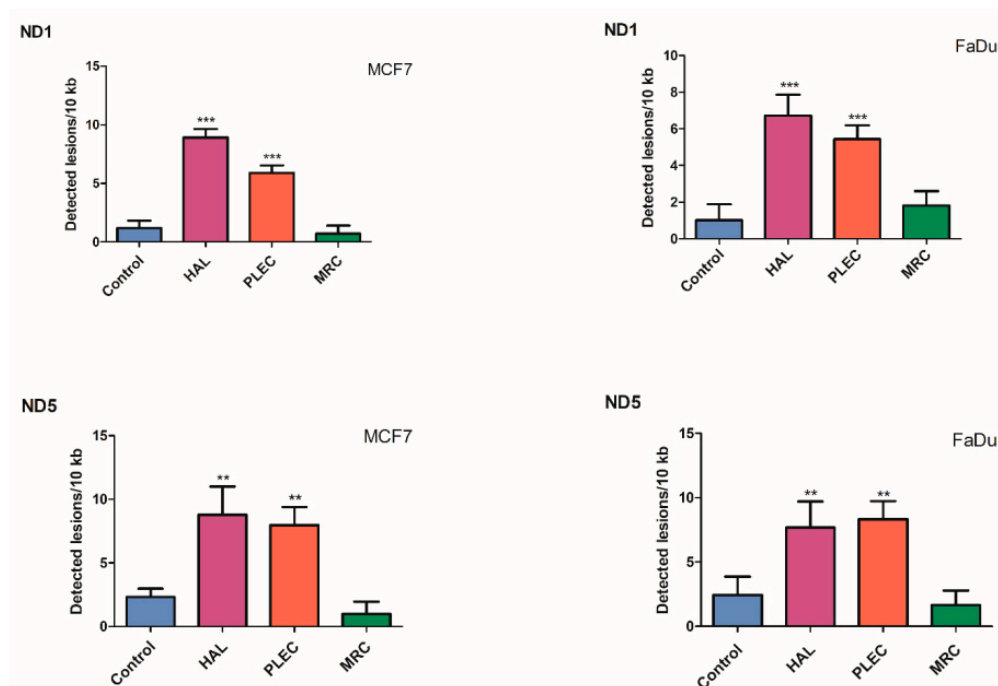 ND1
MCF7
Detected lesions/10 kb
15
10
5
0
***
***
Control
HAL
PLEC
MRC
ND1
FaDu
Detected lesions/10 kb
10
8
6
4
2
0
***
***
Control
HAL
PLEC
MRC
ND5
MCF7
Detected lesions/10 kb
15
10
5
0
**
**
Control
HAL
PLEC
MRC
ND5
FaDu
Detected lesions/10 kb
15
10
5
0
**
**
Control
HAL
PLEC
MRC